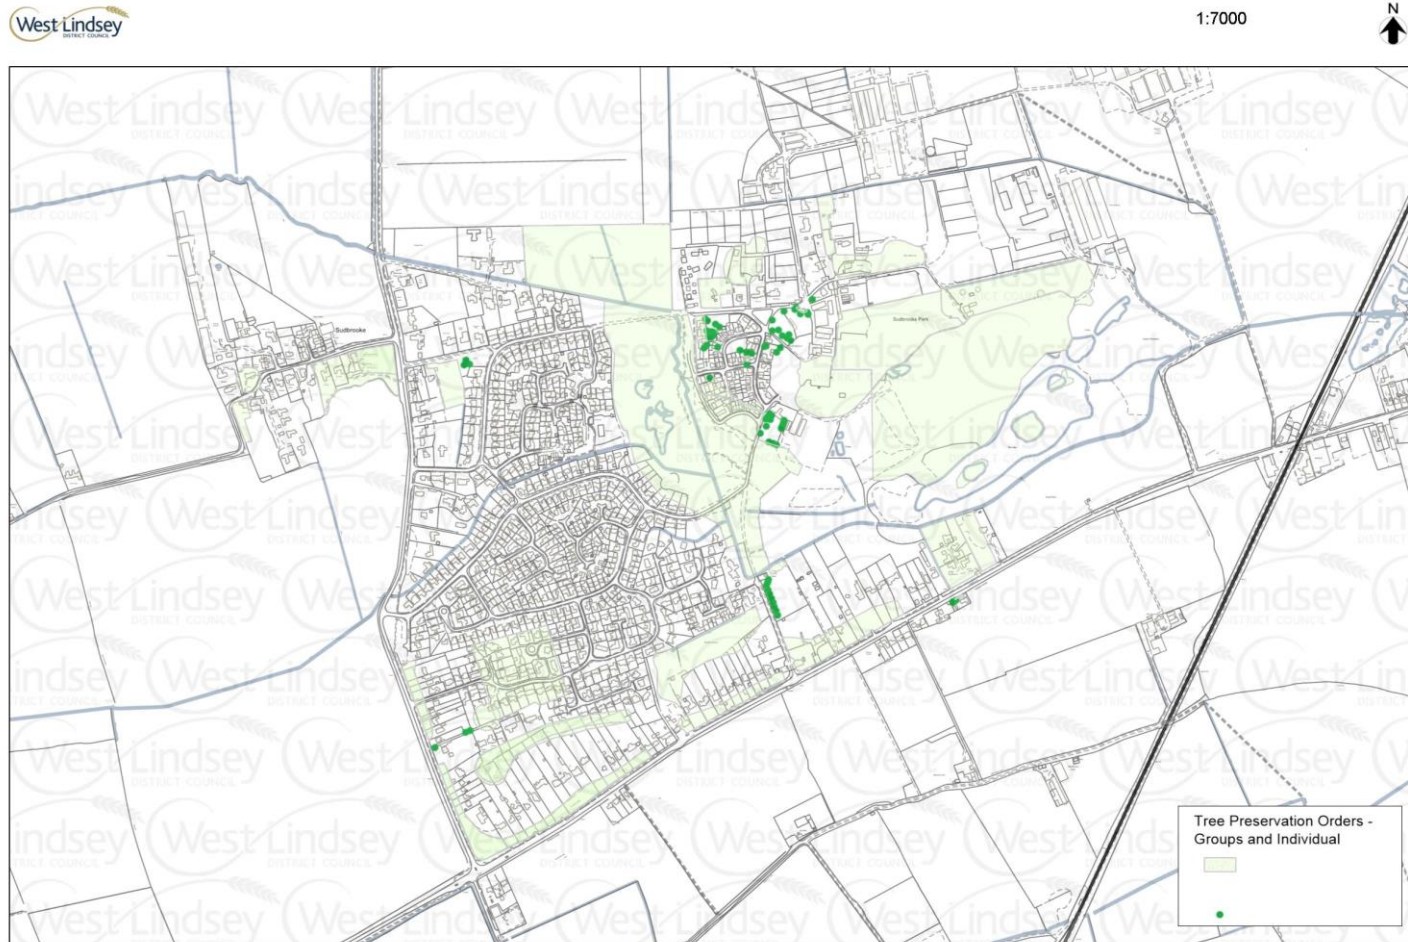 West Lindsey
DISTRICT COUNCIL
1:7000
N
Sudbrooke
Sudbrooke Park
Tree Preservation Orders -
Groups and Individual